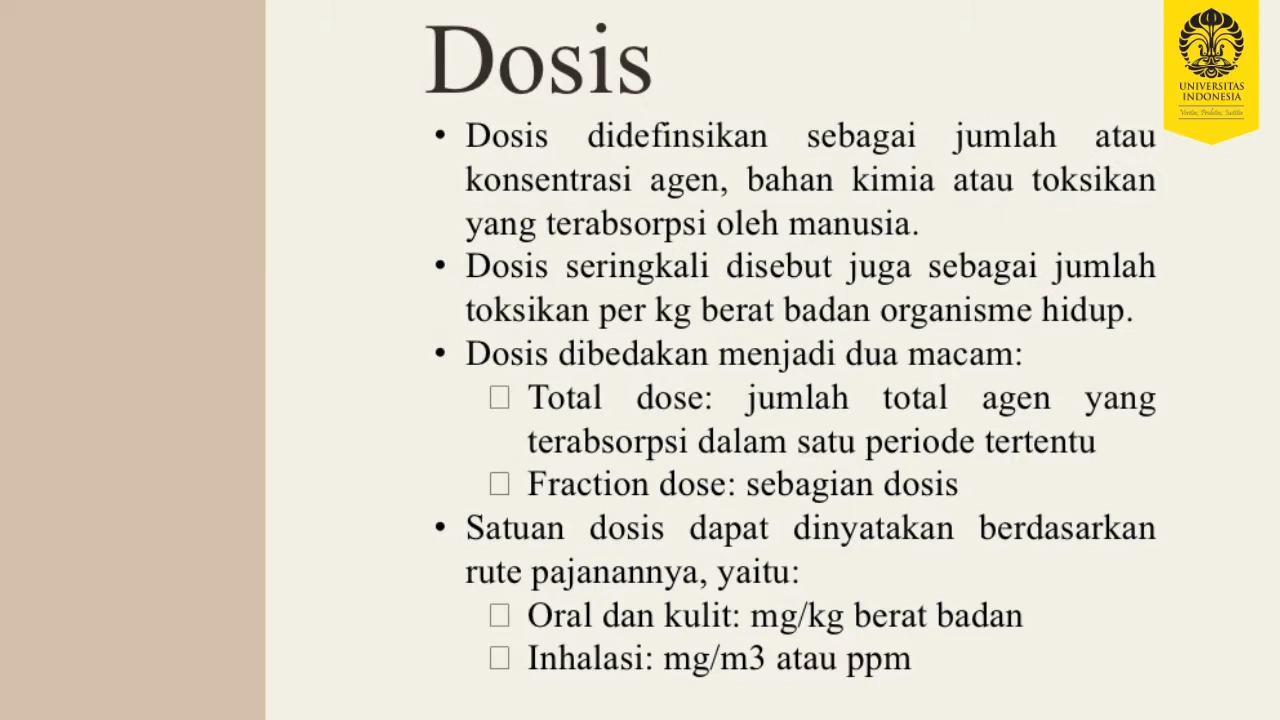 Dosis
UNIVERSITAS
INDONESIA
Veritas, Probitas, Iustitia
• Dosis didefinsikan sebagai jumlah atau
konsentrasi agen, bahan kimia atau toksikan
yang terabsorpsi oleh manusia.
• Dosis seringkali disebut juga sebagai jumlah
toksikan per kg berat badan organisme hidup.
• Dosis dibedakan menjadi dua macam:
□ Total dose: jumlah total agen yang
terabsorpsi dalam satu periode tertentu
□ Fraction dose: sebagian dosis
• Satuan dosis dapat dinyatakan berdasarkan
rute pajanannya, yaitu:
□ Oral dan kulit: mg/kg berat badan
□ Inhalasi: mg/m3 atau ppm